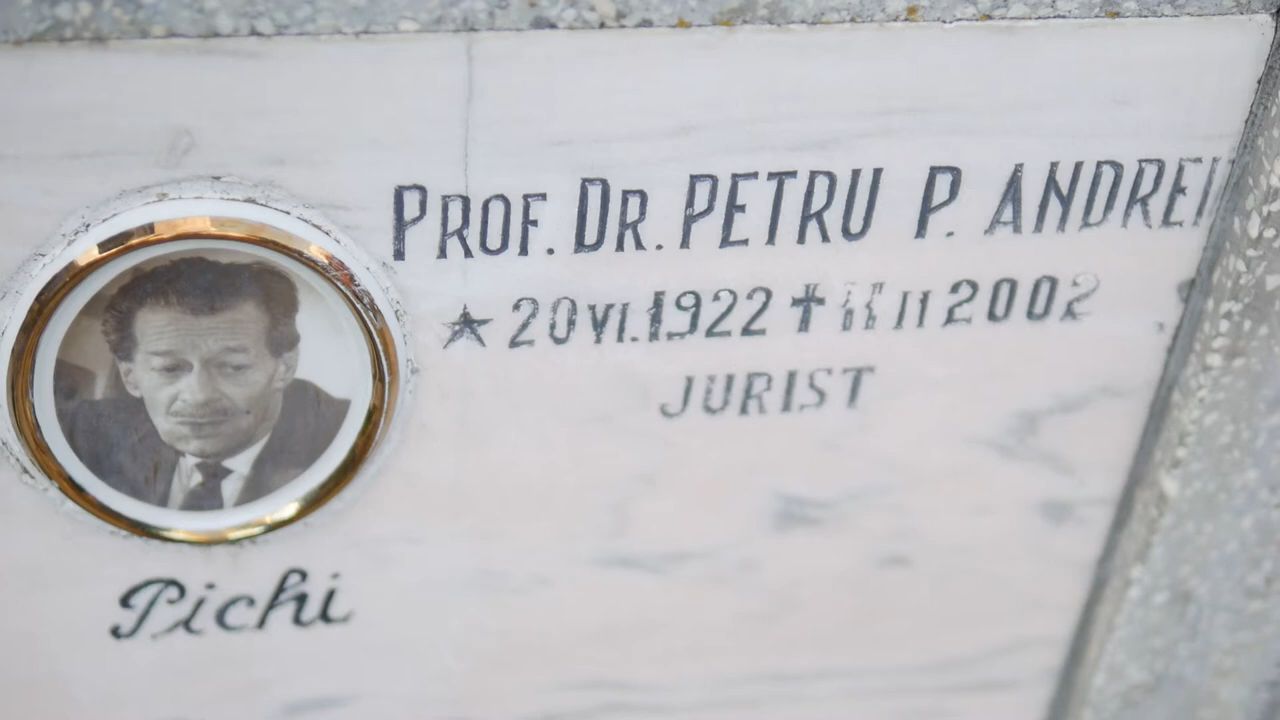 PROF. DR. PETRU P. ANDREI
★ 20 VI. 1922 ✝ II 2002
JURIST
Pichi